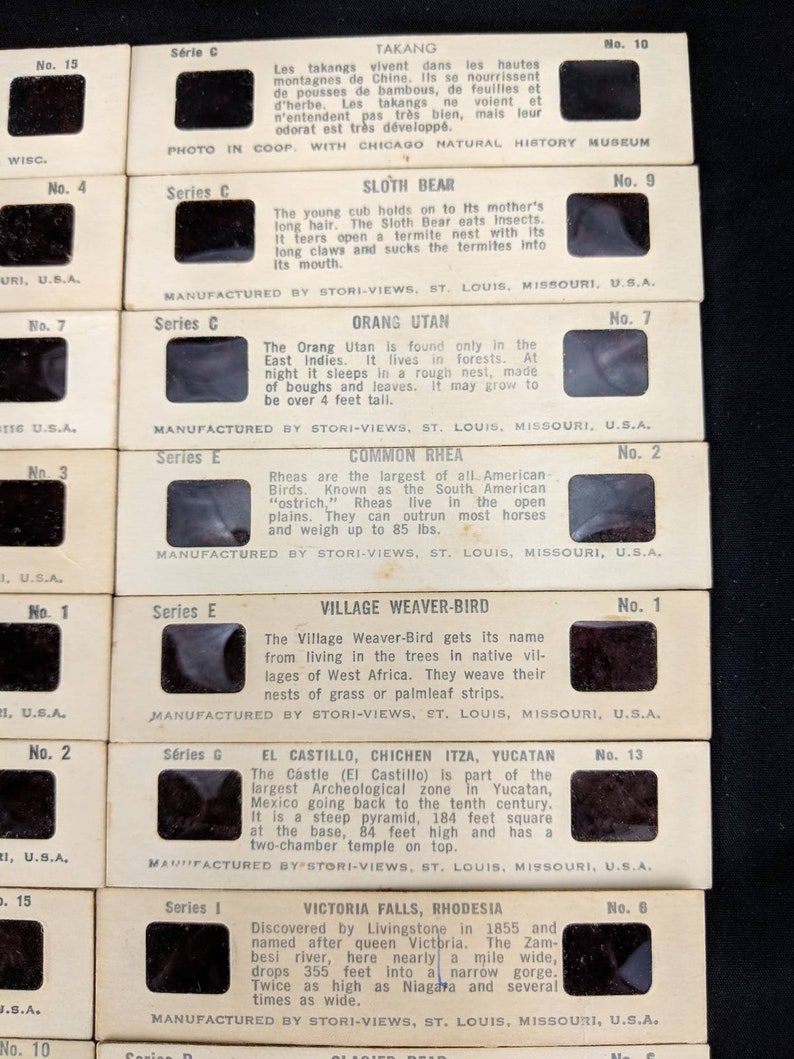 No. 15
WISC.
No. 4
URI, U.S.A.
No. 7
3116 U.S.A.
No. 3
I, U.S.A.
No. 1
I, U.S.A.
No. 2
RI, U.S.A.
o. 15
J.S.A.
No. 10
Série C TAKANG No. 10
Les takangs vivent dans les hautes
montagnes de Chine. Ils se nourrissent
de pousses de bambous, de feuilles et
d'herbe. Les takangs ne voient et
n'entendent pas très bien, mais leur
odorat est très développé.
PHOTO IN COOP. WITH CHICAGO NATURAL HISTORY MUSEUM
Series C SLOTH BEAR No. 9
The young cub holds on to its mother's
long hair. The Sloth Bear eats insects.
It tears open a termite nest with its
long claws and sucks the termites into
its mouth.
MANUFACTURED BY STORI-VIEWS, ST. LOUIS, MISSOURI, U.S.A.
Series C ORANG UTAN No. 7
The Orang Utan is found only in the
East Indies. It lives in forests. At
night it sleeps in a rough nest, made
of boughs and leaves. It may grow to
be over 4 feet tall.
MANUFACTURED BY STORI-VIEWS, ST. LOUIS, MISSOURI, U.S.A.
Series E COMMON RHEA No. 2
Rheas are the largest of all American
Birds. Known as the South American
"ostrich," Rheas live in the open
plains. They can outrun most horses
and weigh up to 85 lbs.
MANUFACTURED BY STORI-VIEWS, ST. LOUIS, MISSOURI, U.S.A.
Series E VILLAGE WEAVER-BIRD No. 1
The Village Weaver-Bird gets its name
from living in the trees in native vil-
lages of West Africa. They weave their
nests of grass or palmleaf strips.
MANUFACTURED BY STORI-VIEWS, ST. LOUIS, MISSOURI, U.S.A.
Séries G EL CASTILLO, CHICHEN ITZA, YUCATAN No. 13
The Castle (El Castillo) is part of the
largest Archeological zone in Yucatan,
Mexico going back to the tenth century.
It is a steep pyramid, 184 feet square
at the base, 84 feet high and has a
two-chamber temple on top.
MANUFACTURED BY STORI-VIEWS, ST. LOUIS, MISSOURI, U.S.A.
Series I VICTORIA FALLS, RHODESIA No. 6
Discovered by Livingstone in 1855 and
named after queen Victoria. The Zam-
besi river, here nearly a mile wide,
drops 355 feet into a narrow gorge.
Twice as high as Niagara and several
times as wide.
MANUFACTURED BY STORI-VIEWS, ST. LOUIS, MISSOURI, U.S.A.
GLACIER BEAR